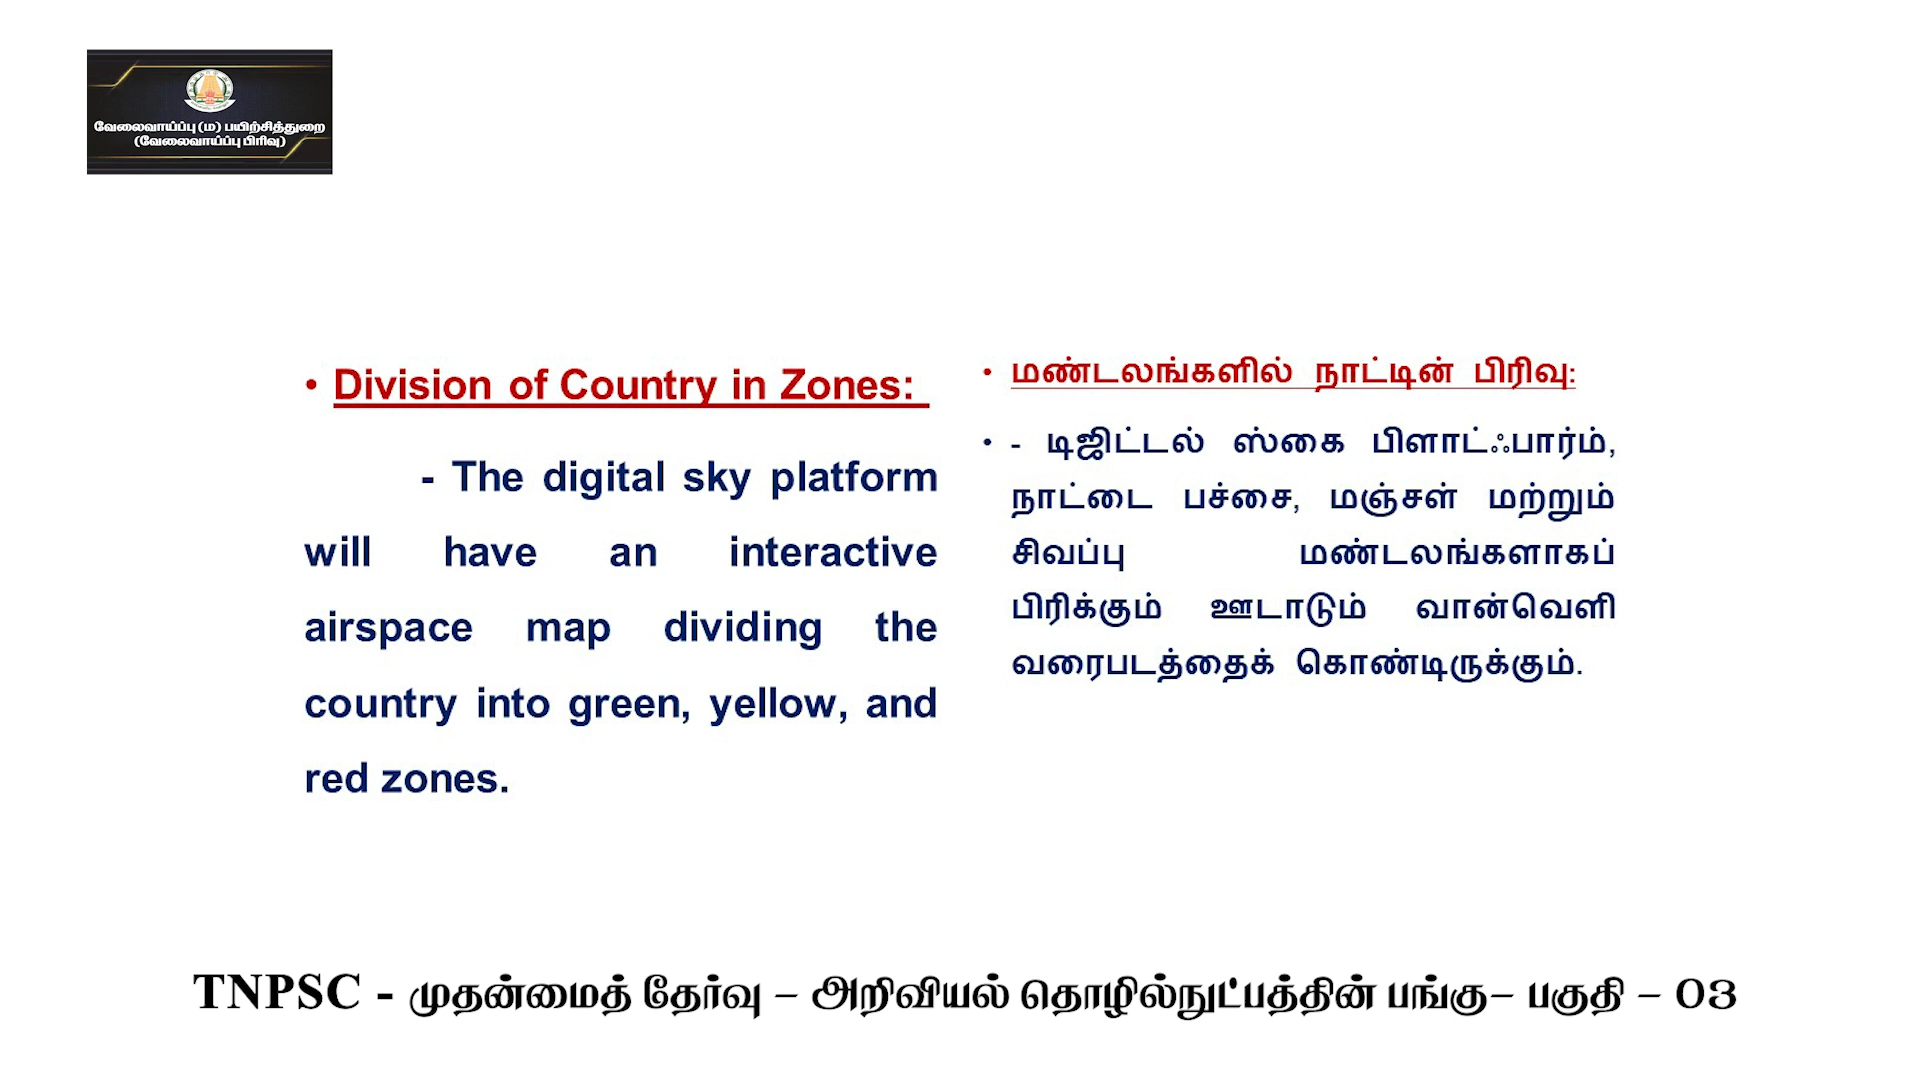 வேலைவாய்ப்பு (ம) பயிற்சித்துறை
(வேலைவாய்ப்பு பிரிவு)
• Division of Country in Zones:
- The digital sky platform
will have an interactive
airspace map dividing the
country into green, yellow, and
red zones.
• மண்டலங்களில் நாட்டின் பிரிவு:
• - டிஜிட்டல் ஸ்கை பிளாட்ஃபார்ம்,
நாட்டை பச்சை, மஞ்சள் மற்றும்
சிவப்பு மண்டலங்களாகப்
பிரிக்கும் ஊடாடும் வான்வெளி
வரைபடத்தைக் கொண்டிருக்கும்.
TNPSC - முதன்மைத் தேர்வு – அறிவியல் தொழில்நுட்பத்தின் பங்கு– பகுதி – 03